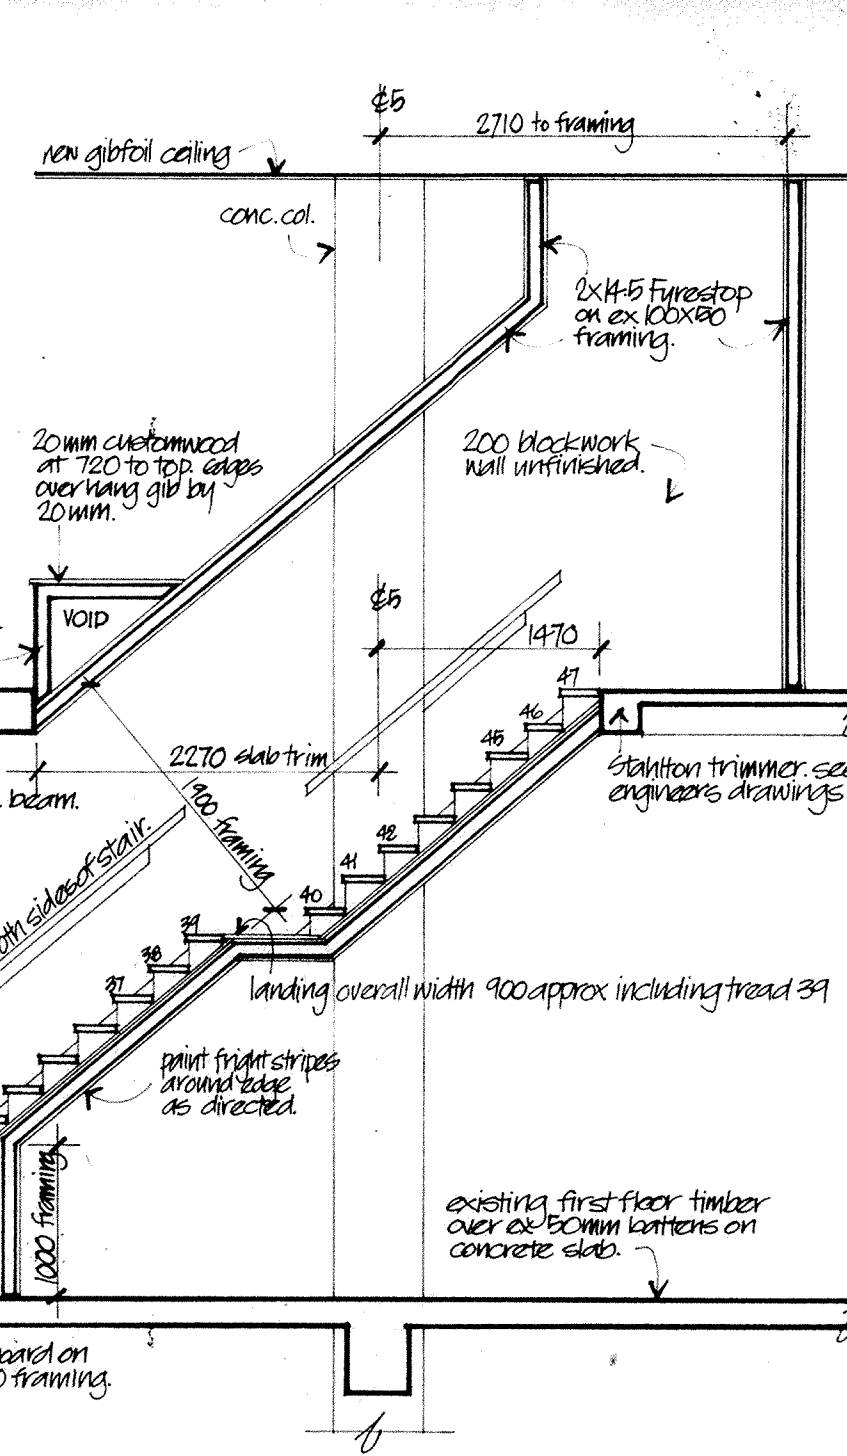 ¢5
2710 to framing
new gibfoil ceiling
conc. col.
2x14.5 Fyrestop
on ex 100x50
framing.
20mm customwood
at 720 to top. edges
overhang gib by
20mm.
200 blockwork
wall unfinished.
VOID
¢5
1470
47
46
45
2270 slab trim
1900 framing
Stahlton trimmer. see
engineers drawings
. beam.
oth sides of stair.
42
41
40
39
38
37
landing overall width 900 approx including tread 39
paint fright stripes
around edge
as directed.
1000 framing
existing first floor timber
over ex 50mm battens on
concrete slab.
oard on
0 framing.